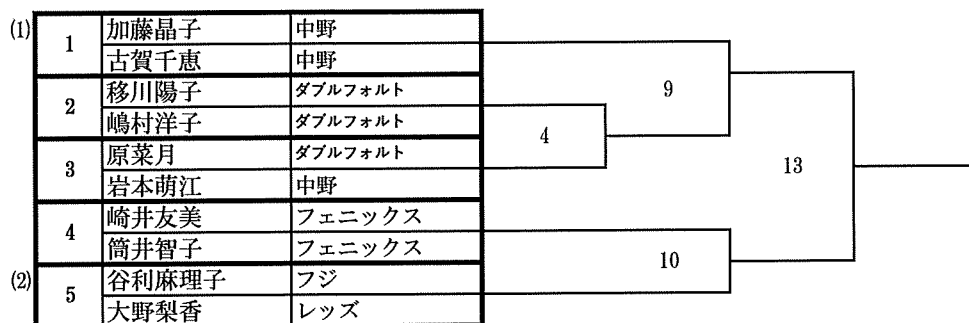 (1) 1 加藤晶子 中野
古賀千恵 中野
2 移川陽子 ダブルフォルト
嶋村洋子 ダブルフォルト
3 原菜月 ダブルフォルト
岩本萌江 中野
4 崎井友美 フェニックス
筒井智子 フェニックス
(2) 5 谷利麻理子 フジ
大野梨香 レッズ
9
4
13
10